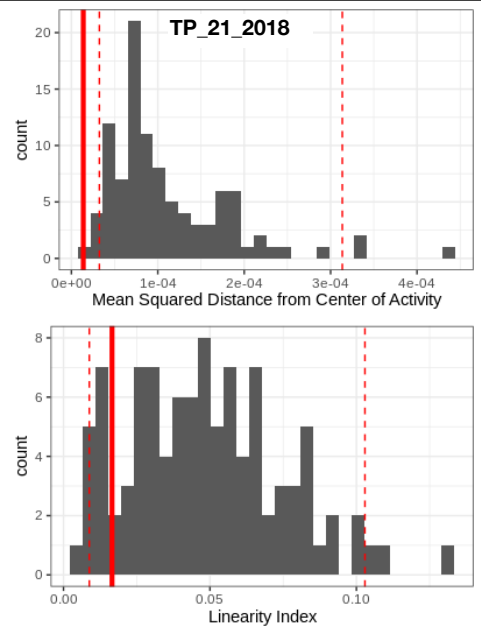 TP_21_2018
20
15
10
5
0
count
0e+00 1e-04 2e-04 3e-04 4e-04
Mean Squared Distance from Center of Activity
8
6
4
2
0
count
0.00 0.05 0.10
Linearity Index